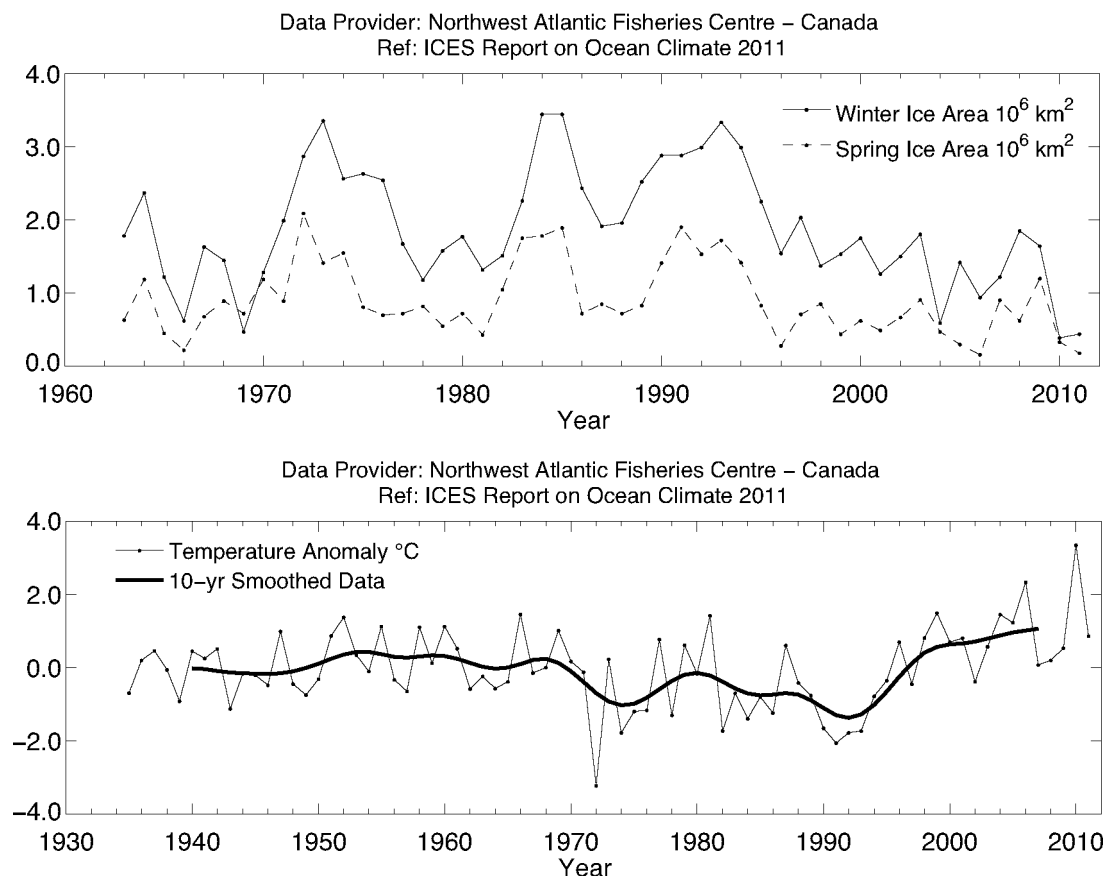 Data Provider: Northwest Atlantic Fisheries Centre − Canada
Ref: ICES Report on Ocean Climate 2011
4.0
3.0
2.0
1.0
0.0
Winter Ice Area 10⁶ km²
Spring Ice Area 10⁶ km²
1960 1970 1980 1990 2000 2010
Year
Data Provider: Northwest Atlantic Fisheries Centre − Canada
Ref: ICES Report on Ocean Climate 2011
4.0
2.0
0.0
−2.0
−4.0
Temperature Anomaly °C
10−yr Smoothed Data
1930 1940 1950 1960 1970 1980 1990 2000 2010
Year